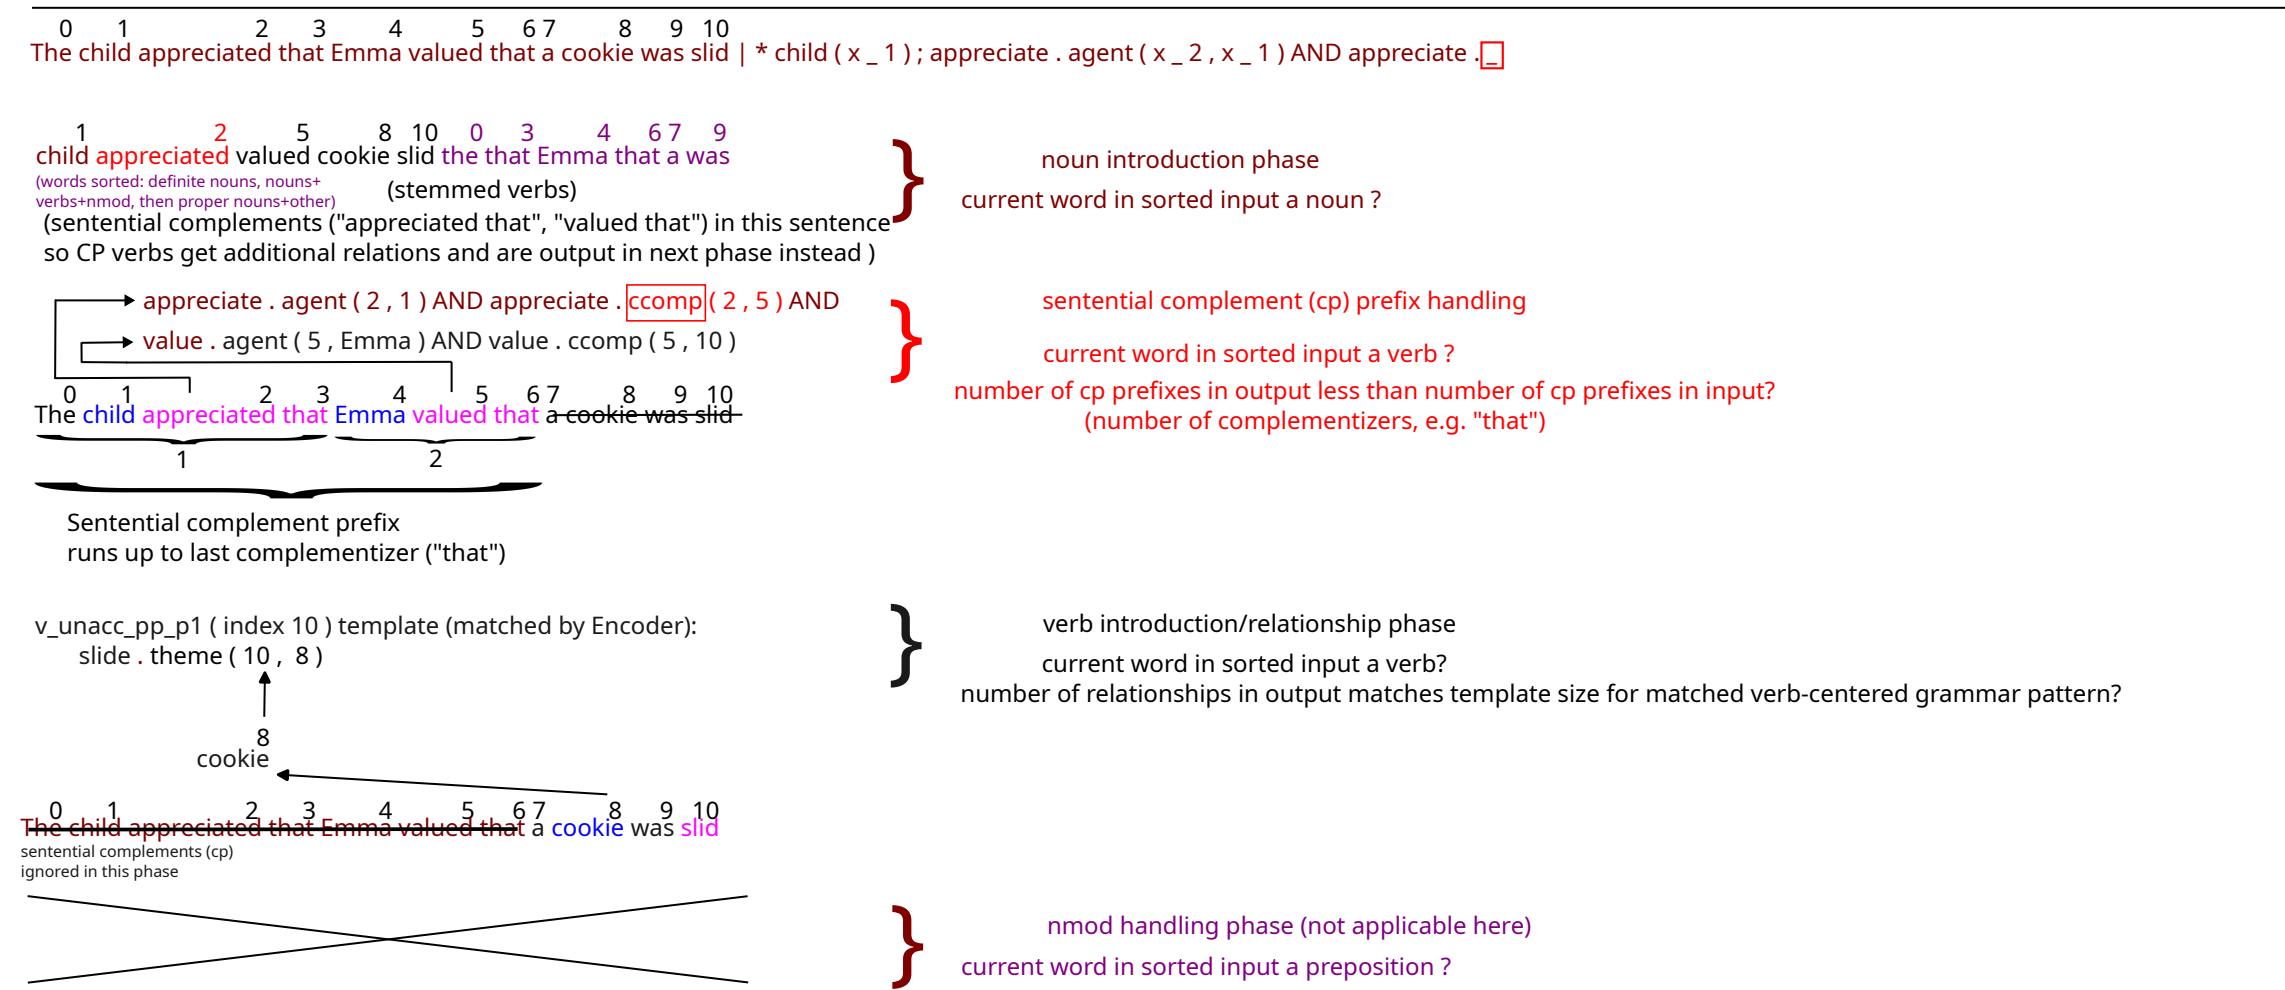 0 1 2 3 4 5 6 7 8 9 10
The child appreciated that Emma valued that a cookie was slid | * child ( x _ 1 ) ; appreciate . agent ( x _ 2 , x _ 1 ) AND appreciate . _
1 2 5 8 10 0 3 4 6 7 9
child appreciated valued cookie slid the that Emma that a was
(words sorted: definite nouns, nouns+
verbs+nmod, then proper nouns+other)
(stemmed verbs)
(sentential complements ("appreciated that", "valued that") in this sentence
so CP verbs get additional relations and are output in next phase instead )
} noun introduction phase
current word in sorted input a noun ?
appreciate . agent ( 2 , 1 ) AND appreciate . ccomp ( 2 , 5 ) AND
value . agent ( 5 , Emma ) AND value . ccomp ( 5 , 10 )
0 1 2 3 4 5 6 7 8 9 10
The child appreciated that Emma valued that a cookie was slid
1 2
} sentential complement (cp) prefix handling
current word in sorted input a verb ?
number of cp prefixes in output less than number of cp prefixes in input?
(number of complementizers, e.g. "that")
Sentential complement prefix
runs up to last complementizer ("that")
v_unacc_pp_p1 ( index 10 ) template (matched by Encoder):
slide . theme ( 10 , 8 )
} verb introduction/relationship phase
current word in sorted input a verb?
number of relationships in output matches template size for matched verb-centered grammar pattern?
8
cookie
0 1 2 3 4 5 6 7 8 9 10
The child appreciated that Emma valued that a cookie was slid
sentential complements (cp)
ignored in this phase
} nmod handling phase (not applicable here)
current word in sorted input a preposition ?